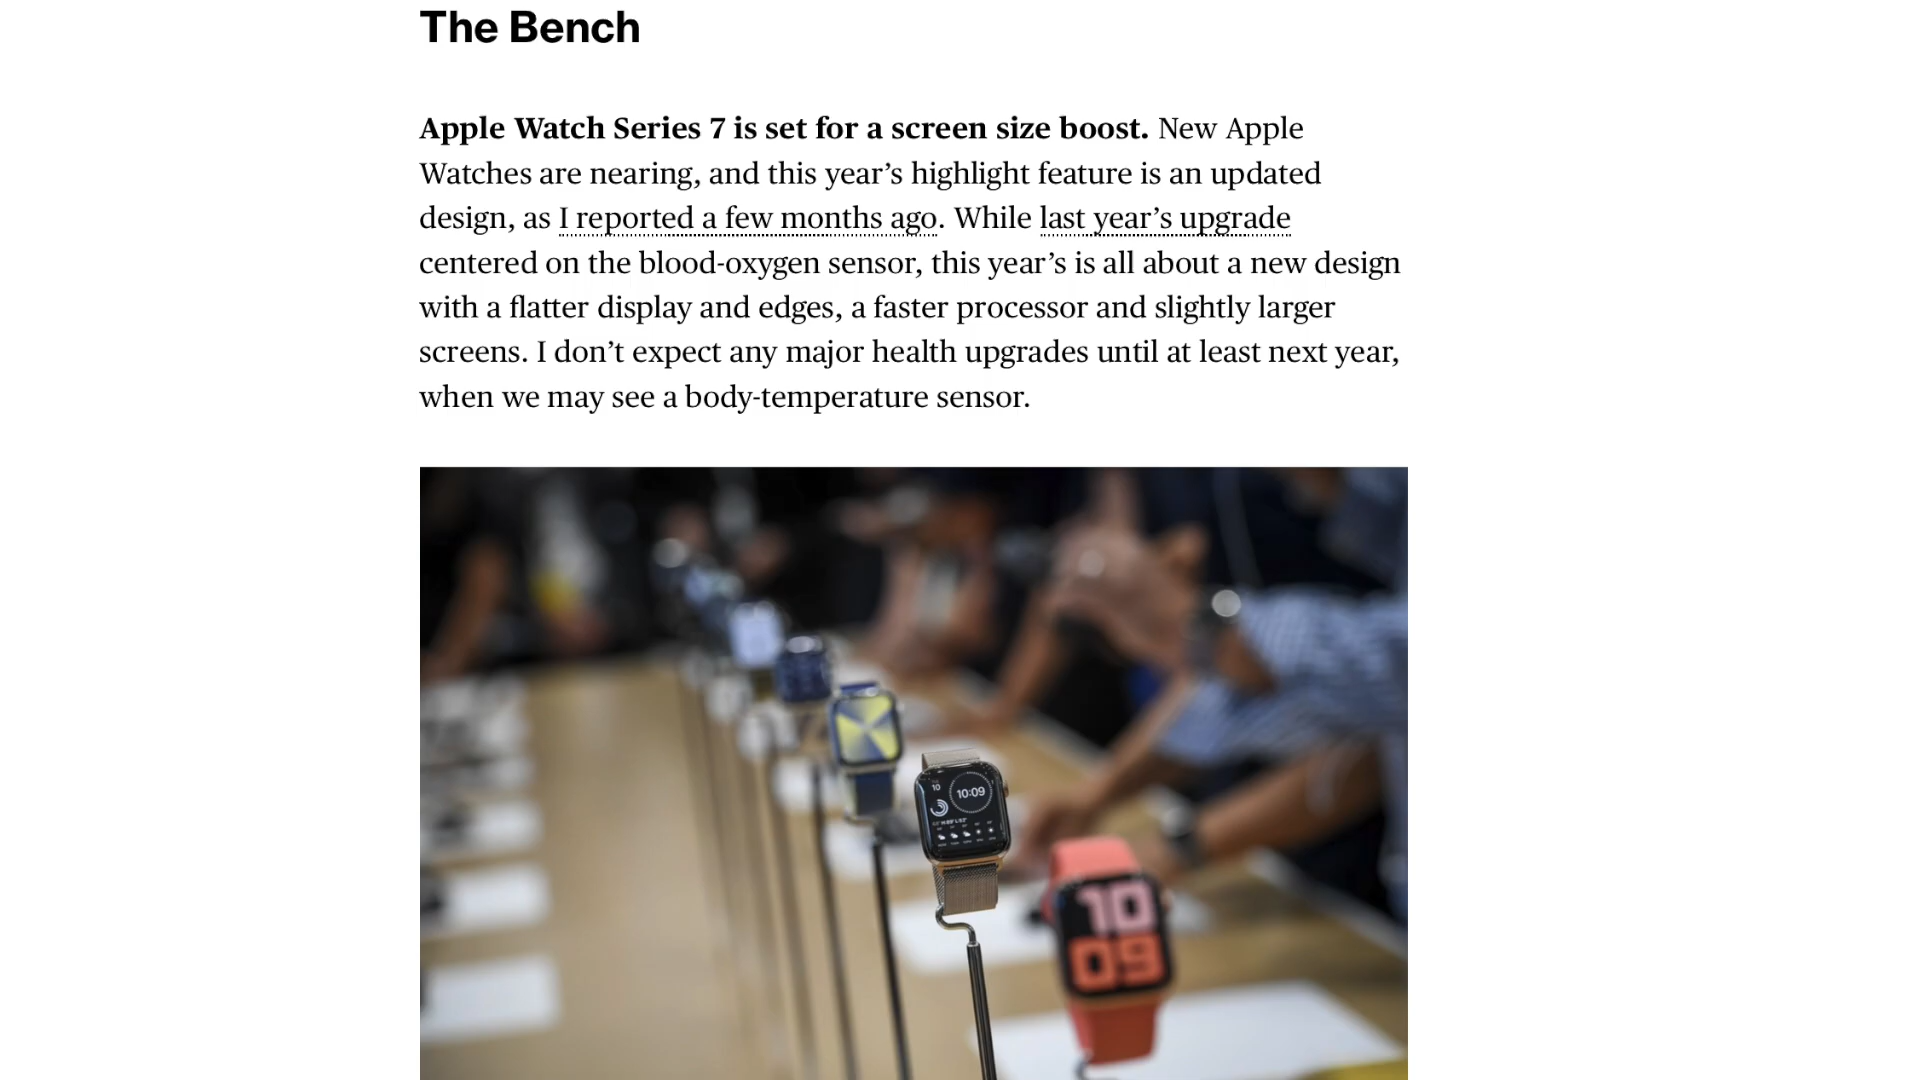 The Bench
Apple Watch Series 7 is set for a screen size boost. New Apple
Watches are nearing, and this year’s highlight feature is an updated
design, as I reported a few months ago. While last year’s upgrade
centered on the blood-oxygen sensor, this year’s is all about a new design
with a flatter display and edges, a faster processor and slightly larger
screens. I don’t expect any major health upgrades until at least next year,
when we may see a body-temperature sensor.
10
10:09
10
09